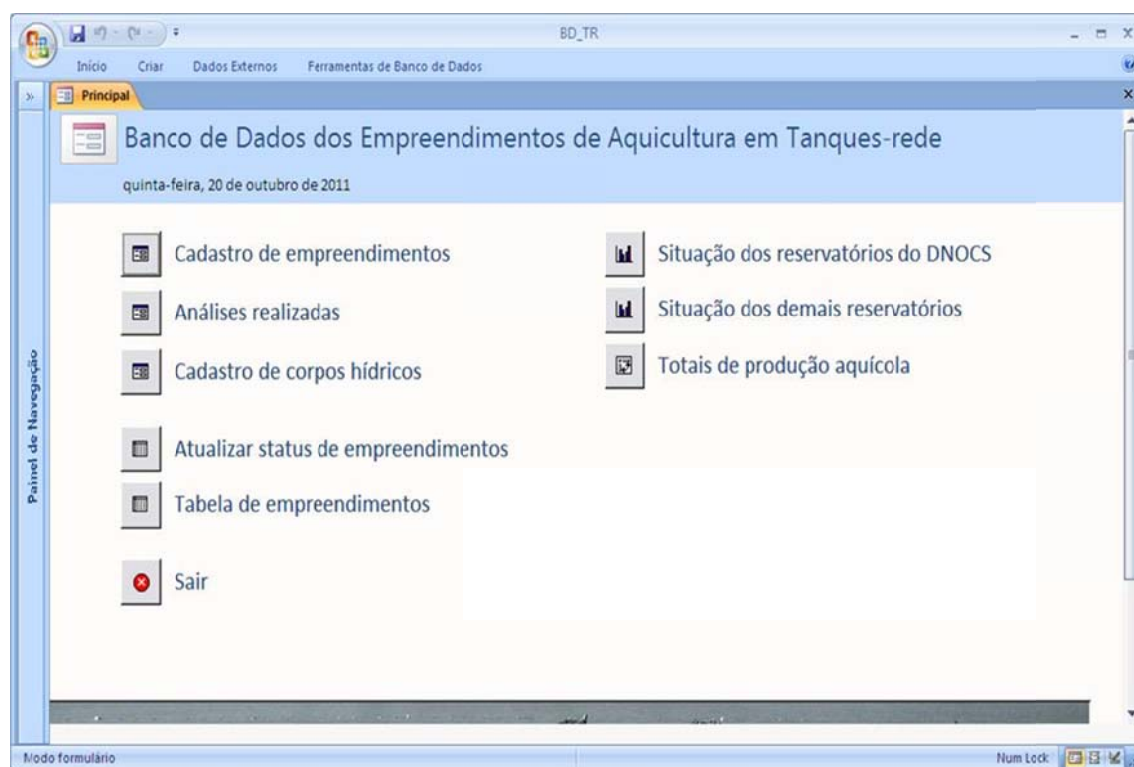 BD_TR
Início Criar Dados Externos Ferramentas de Banco de Dados
Principal
Banco de Dados dos Empreendimentos de Aquicultura em Tanques-rede
quinta-feira, 20 de outubro de 2011
Cadastro de empreendimentos
Análises realizadas
Cadastro de corpos hídricos
Atualizar status de empreendimentos
Tabela de empreendimentos
Sair
Situação dos reservatórios do DNOCS
Situação dos demais reservatórios
Totais de produção aquícola
Painel de Navegação
Modo formulário
Num Lock